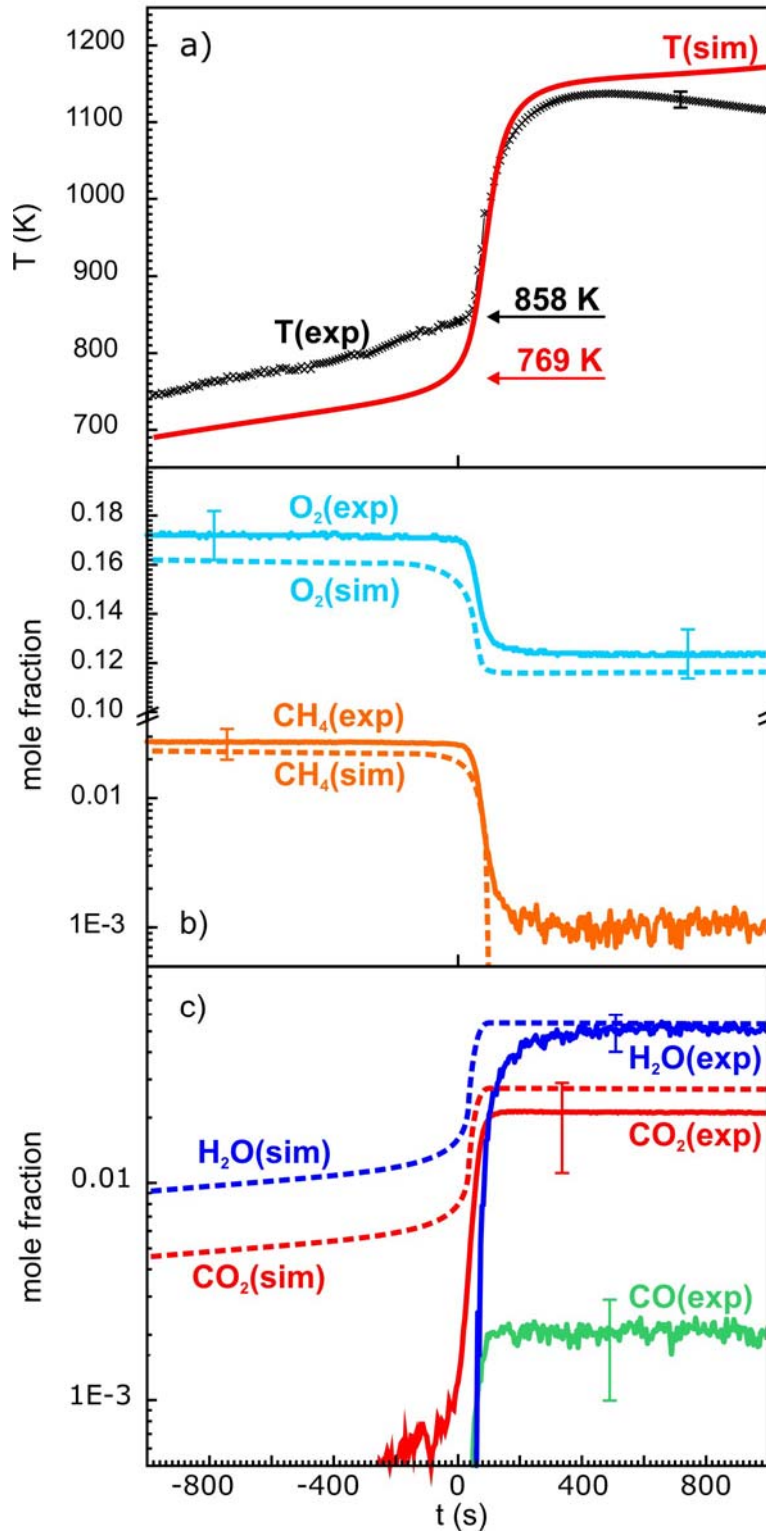 a)
T(sim)
1200
1100
1000
900
800
700
T (K)
858 K
T(exp)
769 K
O₂(exp)
0.18
0.16
O₂(sim)
0.14
0.12
0.10
CH₄(exp)
CH₄(sim)
0.01
mole fraction
b)
1E-3
c)
H₂O(exp)
CO₂(exp)
H₂O(sim)
0.01
CO₂(sim)
CO(exp)
mole fraction
1E-3
-800 -400 0 400 800
t (s)